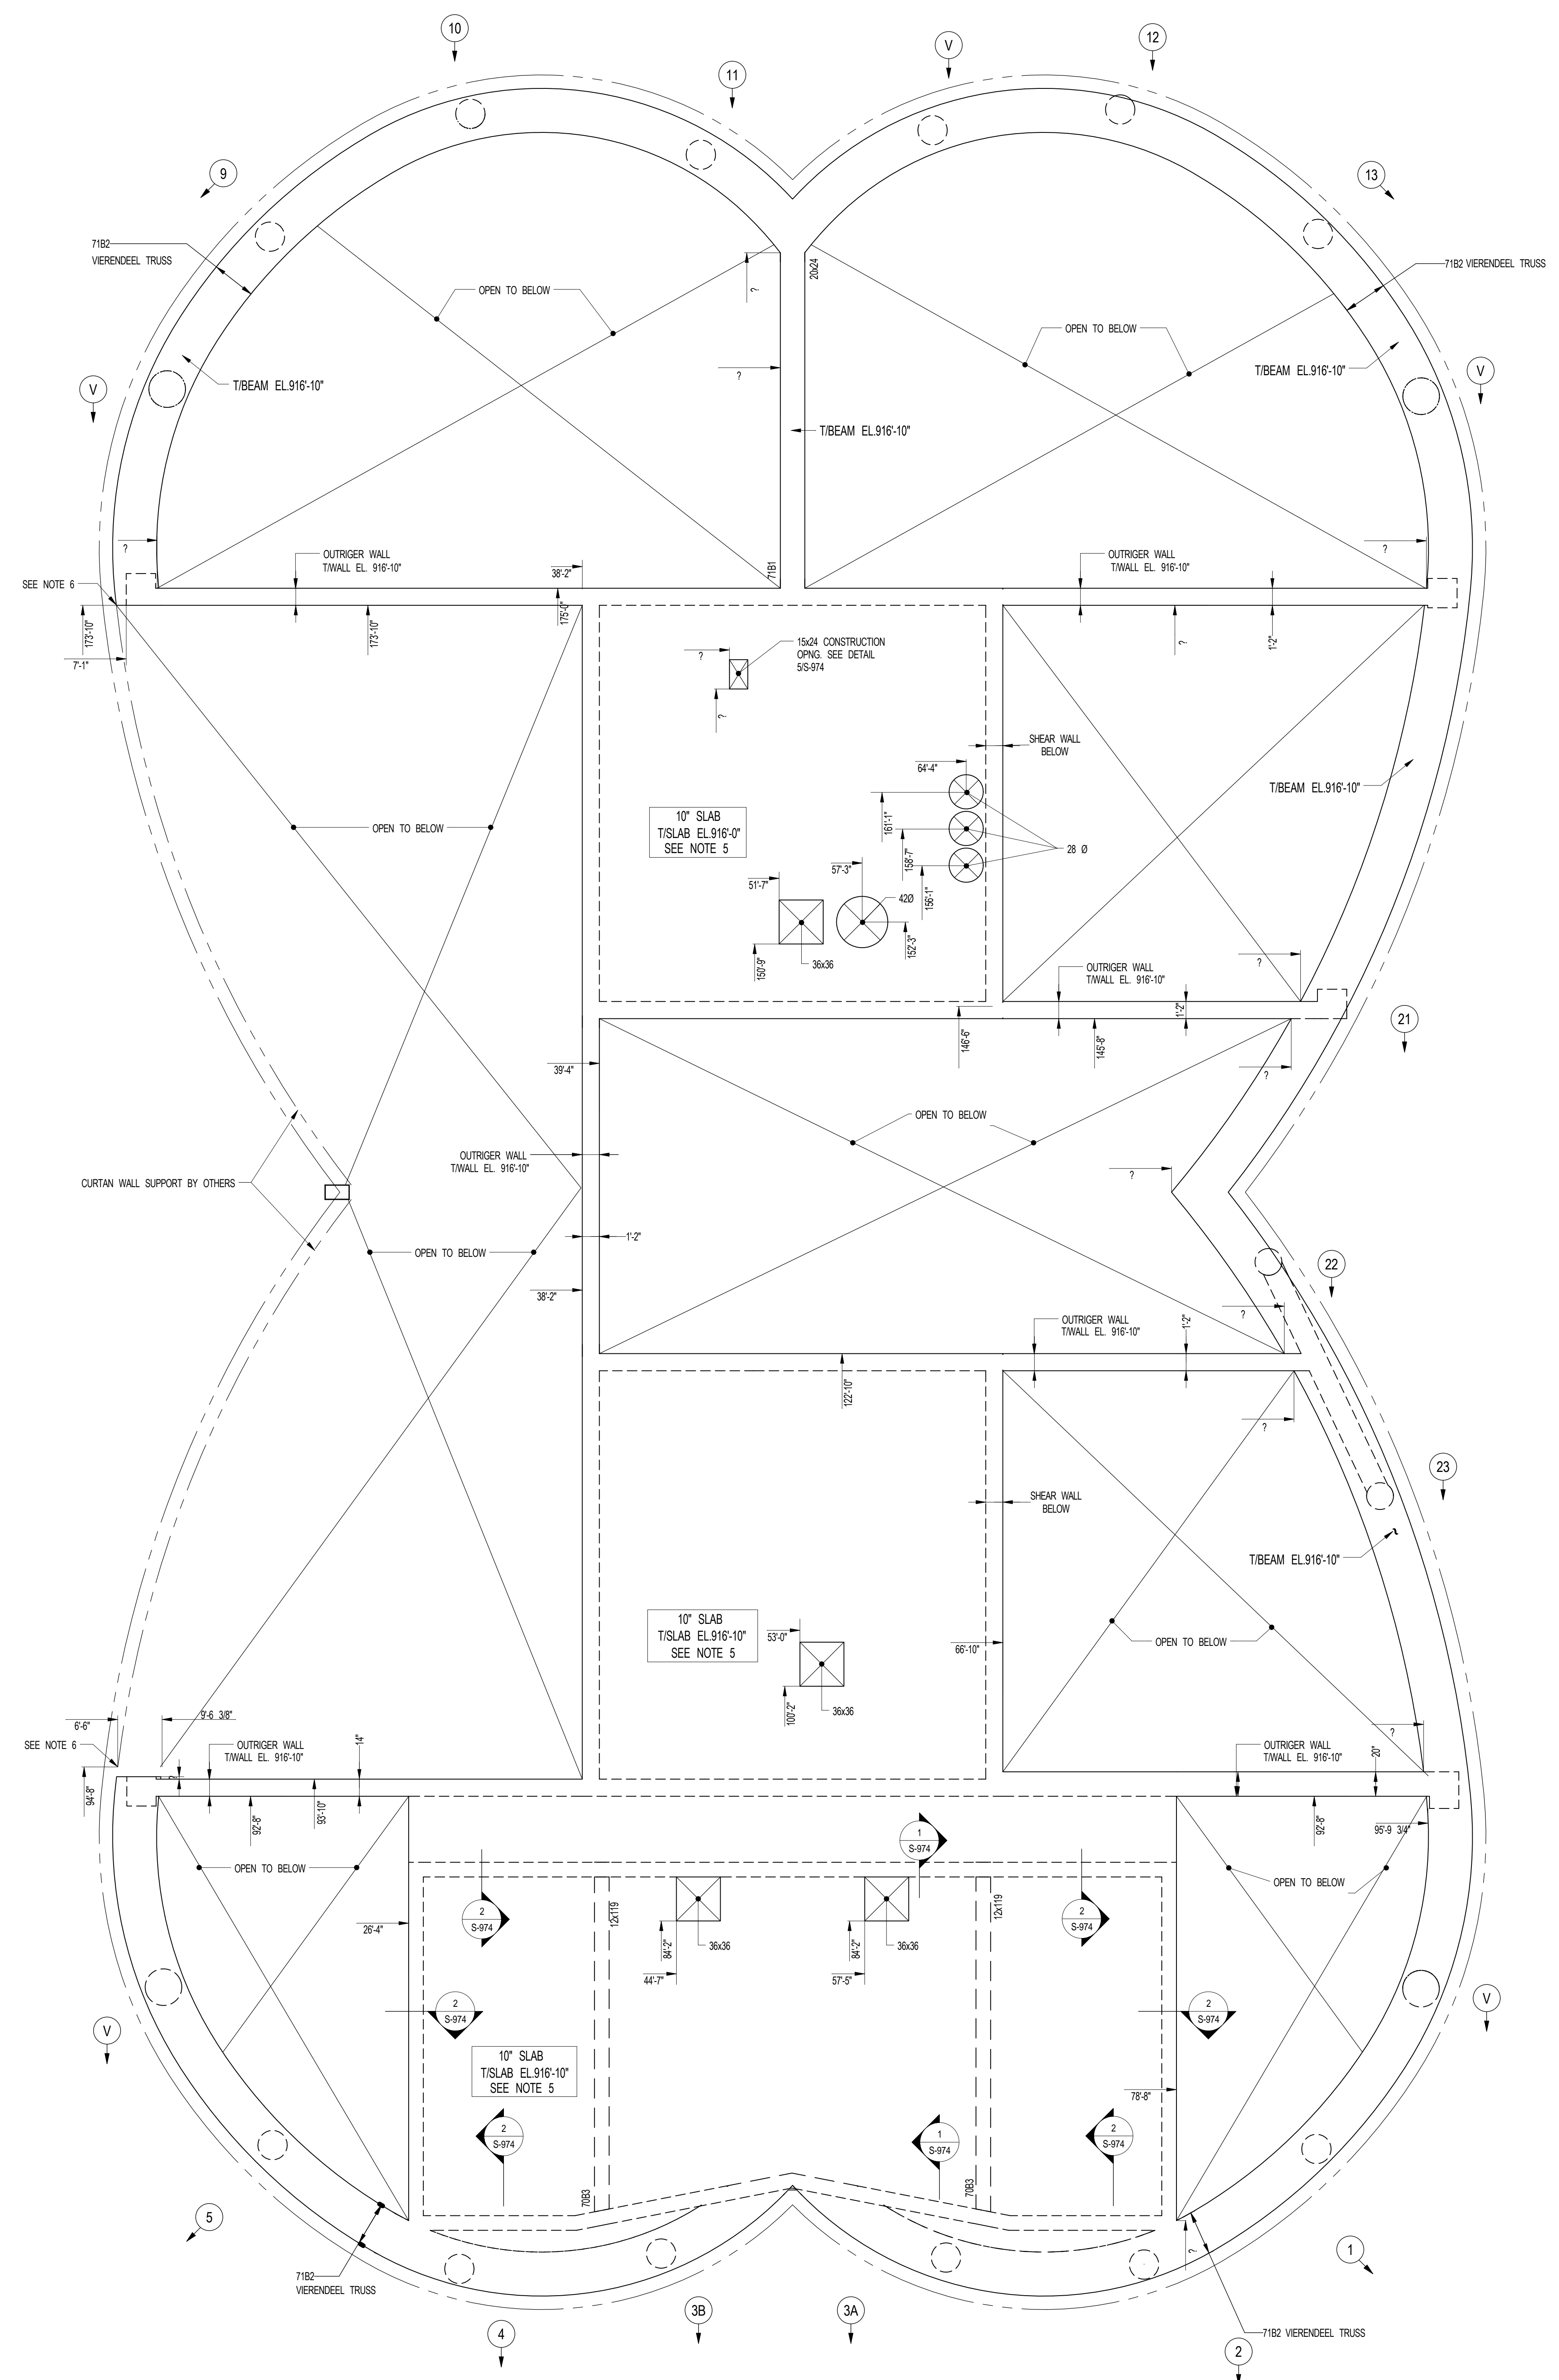 10
V
12
11
9
13
71B2
VIERENDEEL TRUSS
20x24
71B2 VIERENDEEL TRUSS
OPEN TO BELOW
?
OPEN TO BELOW
V
V
?
T/BEAM EL.916'-10"
T/BEAM EL.916'-10"
T/BEAM EL.916'-10"
?
?
OUTRIGER WALL
T/WALL EL. 916'-10"
OUTRIGER WALL
T/WALL EL. 916'-10"
71B1
38'-2"
SEE NOTE 6
175'-0"
173'-10"
173'-10"
?
1'-2"
7'-1"
15x24 CONSTRUCTION
OPNG. SEE DETAIL
5/S-974
?
?
SHEAR WALL
BELOW
64'-4"
T/BEAM EL.916'-10"
10" SLAB
T/SLAB EL.916'-0"
SEE NOTE 5
OPEN TO BELOW
161'-1"
158'-7"
156'-1"
28 Ø
57'-3"
51'-7"
42Ø
150'-9"
36x36
152'-3"
?
OUTRIGER WALL
T/WALL EL. 916'-10"
1'-2"
21
146'-6"
145'-8"
39'-4"
?
OPEN TO BELOW
OUTRIGER WALL
T/WALL EL. 916'-10"
?
CURTAN WALL SUPPORT BY OTHERS
1'-2"
OPEN TO BELOW
22
38'-2"
?
OUTRIGER WALL
T/WALL EL. 916'-10"
1'-2"
122'-10"
?
23
SHEAR WALL
BELOW
T/BEAM EL.916'-10"
10" SLAB
T/SLAB EL.916'-10"
SEE NOTE 5
53'-0"
66'-10"
OPEN TO BELOW
100'-2"
36x36
6'-6"
9'-6 3/8"
?
SEE NOTE 6
OUTRIGER WALL
T/WALL EL. 916'-10"
14"
OUTRIGER WALL
T/WALL EL. 916'-10"
20"
94'-8"
92'-8"
93'-10"
92'-8"
95'-9 3/4"
1
S-974
OPEN TO BELOW
OPEN TO BELOW
2
S-974
12x119
12x119
2
S-974
26'-4"
84'-2"
36x36
84'-2"
36x36
44'-7"
57'-5"
V
2
S-974
2
S-974
V
10" SLAB
T/SLAB EL.916'-10"
SEE NOTE 5
78'-8"
2
S-974
1
S-974
2
S-974
70B3
70B3
5
?
1
71B2
VIERENDEEL TRUSS
3B
3A
4
71B2 VIERENDEEL TRUSS
2